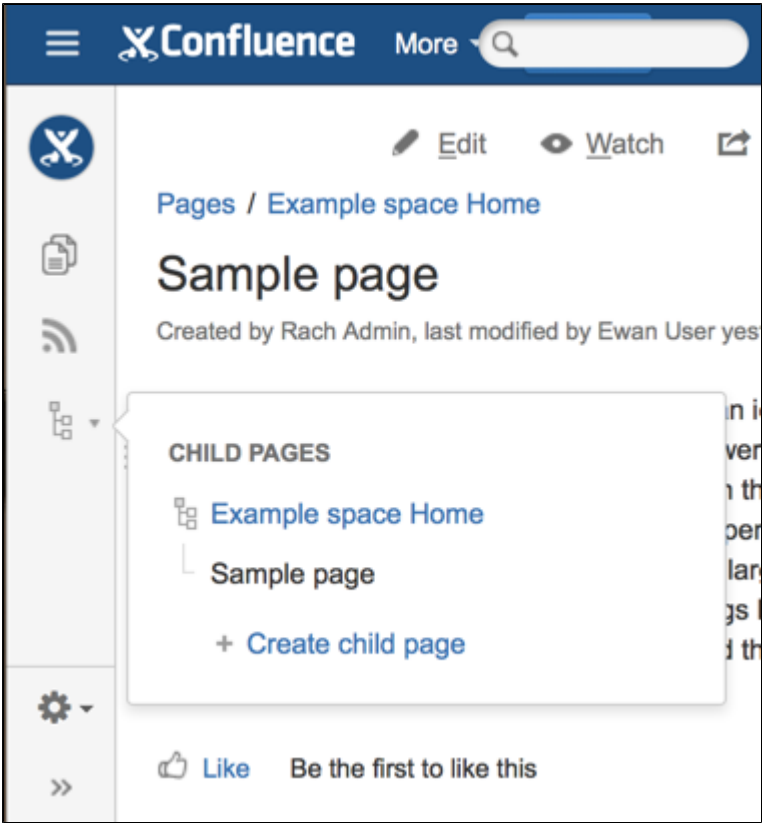 Confluence More
Edit Watch
Pages / Example space Home
Sample page
Created by Rach Admin, last modified by Ewan User
CHILD PAGES
Example space Home
Sample page
+ Create child page
Like Be the first to like this